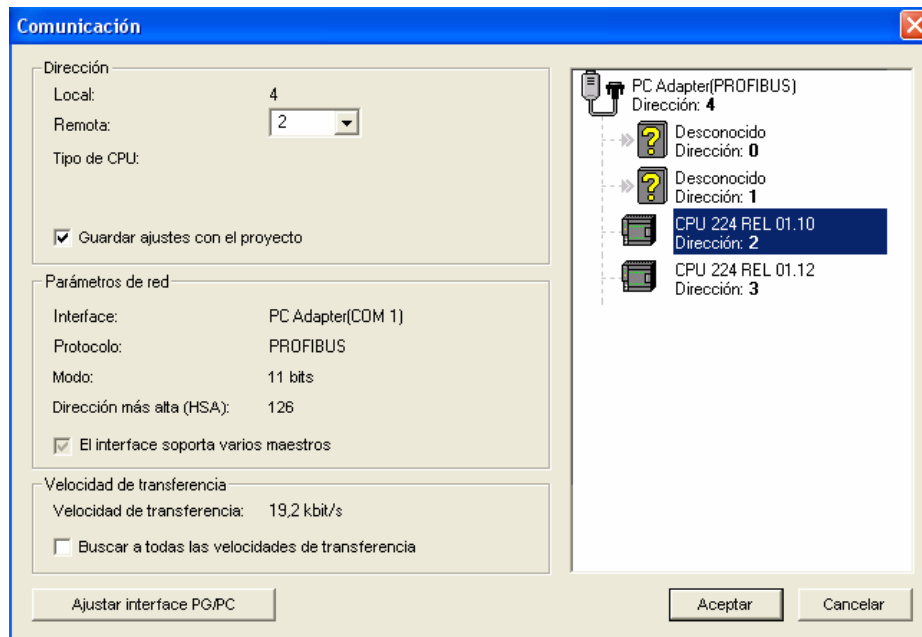 Comunicación
Dirección
Local: 4
Remota: 2
Tipo de CPU:
Guardar ajustes con el proyecto
Parámetros de red
Interface: PC Adapter(COM 1)
Protocolo: PROFIBUS
Modo: 11 bits
Dirección más alta (HSA): 126
El interface soporta varios maestros
Velocidad de transferencia
Velocidad de transferencia: 19,2 kbit/s
Buscar a todas las velocidades de transferencia
Ajustar interface PG/PC
PC Adapter(PROFIBUS)
Dirección: 4
Desconocido
Dirección: 0
Desconocido
Dirección: 1
CPU 224 REL 01.10
Dirección: 2
CPU 224 REL 01.12
Dirección: 3
Aceptar
Cancelar